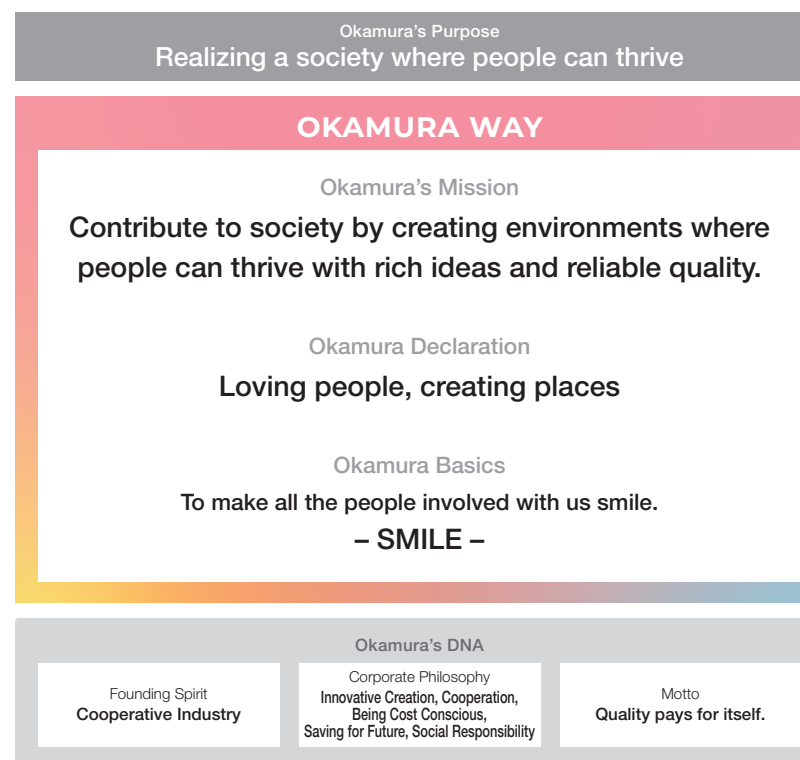 Okamura’s Purpose
Realizing a society where people can thrive
OKAMURA WAY
Okamura’s Mission
Contribute to society by creating environments where
people can thrive with rich ideas and reliable quality.
Okamura Declaration
Loving people, creating places
Okamura Basics
To make all the people involved with us smile.
– SMILE –
Okamura’s DNA
Founding Spirit
Cooperative Industry
Corporate Philosophy
Innovative Creation, Cooperation,
Being Cost Conscious,
Saving for Future, Social Responsibility
Motto
Quality pays for itself.